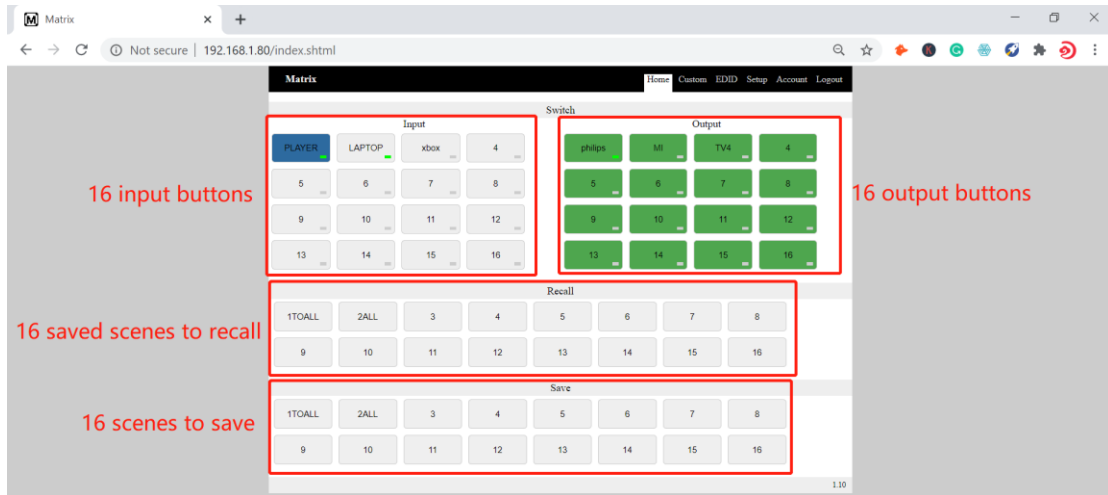 M Matrix
Not secure | 192.168.1.80/index.shtml
Matrix Home Custom EDID Setup Account Logout
Switch
Input Output
PLAYER LAPTOP xbox 4 philips MI TV4 4
5 6 7 8 5 6 7 8
16 input buttons 16 output buttons
9 10 11 12 9 10 11 12
13 14 15 16 13 14 15 16
Recall
1TOALL 2ALL 3 4 5 6 7 8
16 saved scenes to recall
9 10 11 12 13 14 15 16
Save
1TOALL 2ALL 3 4 5 6 7 8
16 scenes to save
9 10 11 12 13 14 15 16
1.10